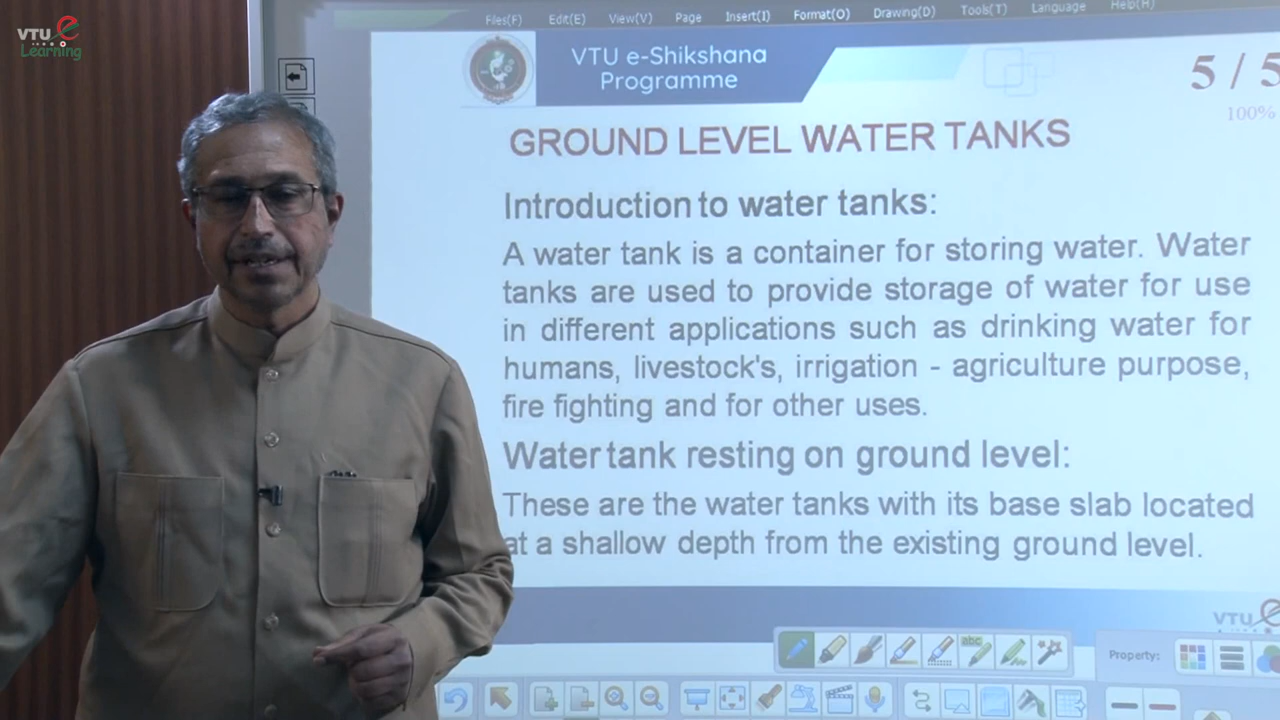 VTU e
Learning
Files(F) Edit(E) View(V) Page Insert(I) Format(O) Drawing(D) Tools(T) Language Help(H)
VTU e-Shikshana
Programme
5 / 5
100%
GROUND LEVEL WATER TANKS
Introduction to water tanks:
A water tank is a container for storing water. Water
tanks are used to provide storage of water for use
in different applications such as drinking water for
humans, livestock's, irrigation - agriculture purpose,
fire fighting and for other uses.
Water tank resting on ground level:
These are the water tanks with its base slab located
at a shallow depth from the existing ground level.
VTU e
abc
Property: